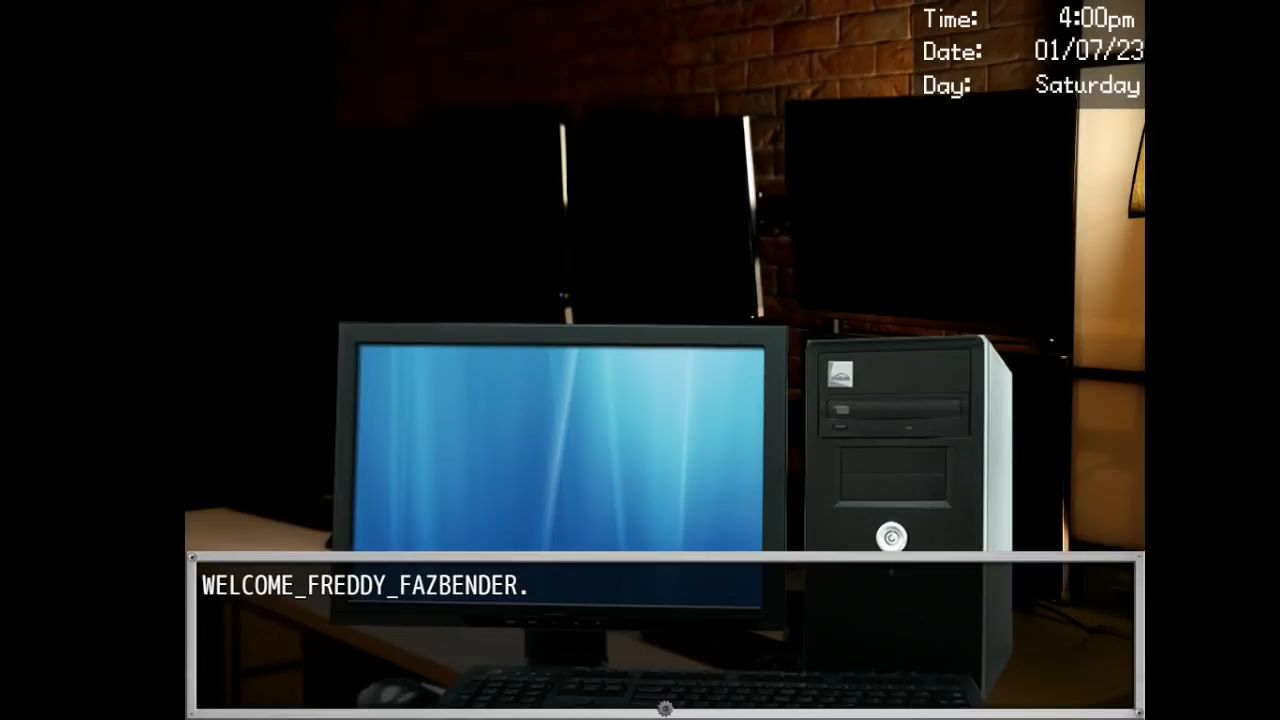 Time: 4:00pm
Date: 01/07/23
Day: Saturday
WELCOME_FREDDY_FAZBENDER.